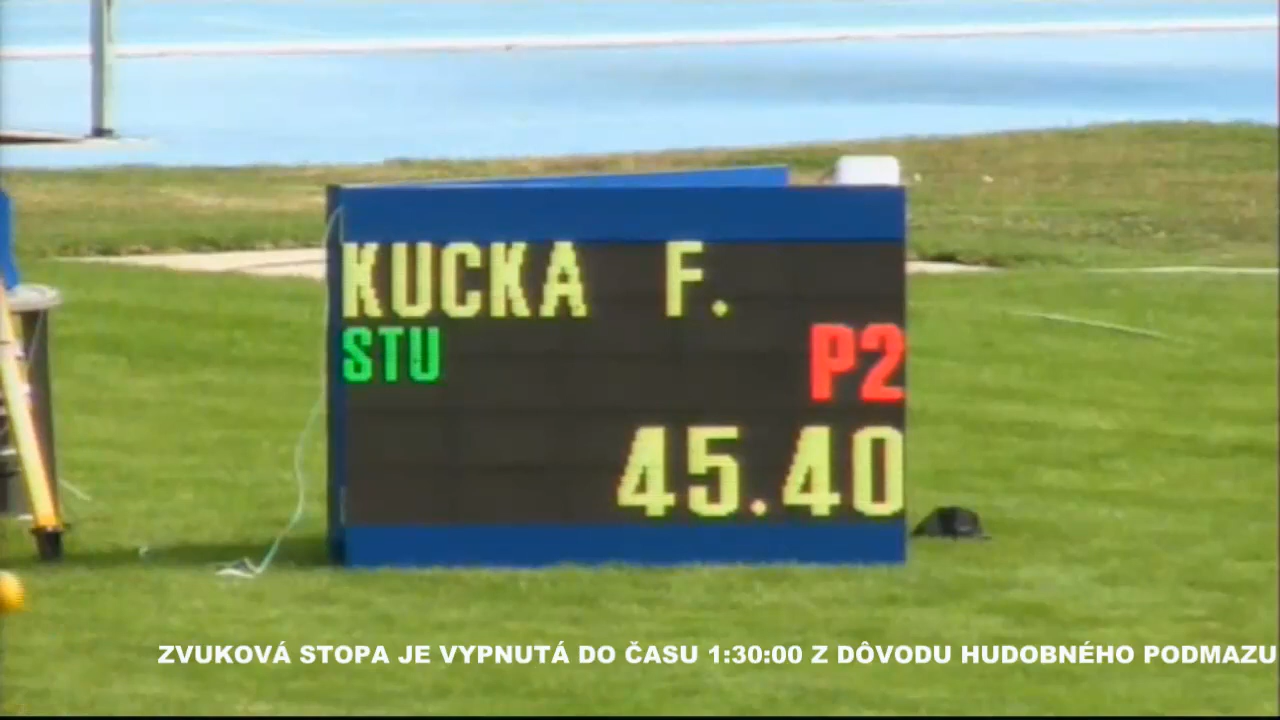 KUCKA F.
STU P2
45.40
ZVUKOVÁ STOPA JE VYPNUTÁ DO ČASU 1:30:00 Z DÔVODU HUDOBNÉHO PODMAZU